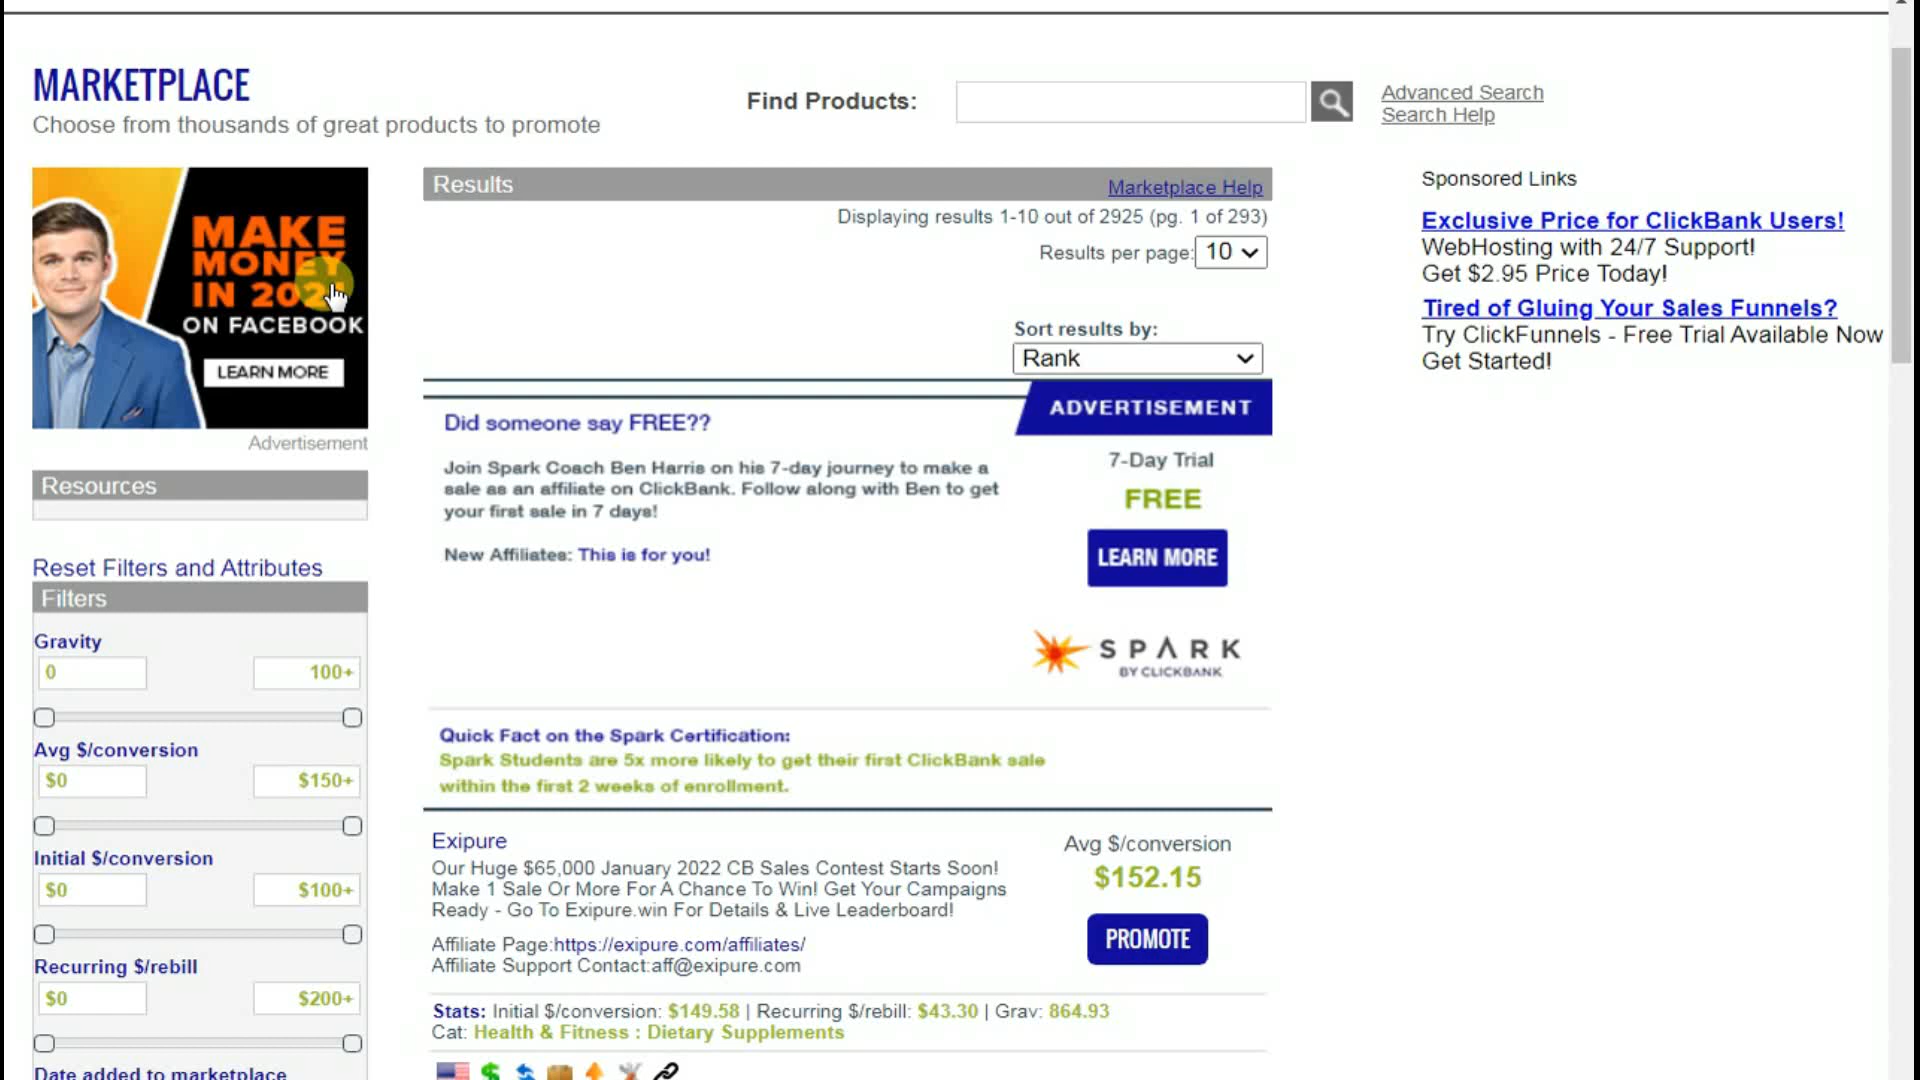 MARKETPLACE
Choose from thousands of great products to promote
Find Products:
Advanced Search
Search Help
MAKE
MONEY
IN 202
ON FACEBOOK
LEARN MORE
Advertisement
Resources
Reset Filters and Attributes
Filters
Gravity
0 100+
Avg $/conversion
$0 $150+
Initial $/conversion
$0 $100+
Recurring $/rebill
$0 $200+
Date added to marketplace
Results
Marketplace Help
Displaying results 1-10 out of 2925 (pg. 1 of 293)
Results per page: 10
Sort results by:
Rank
ADVERTISEMENT
Did someone say FREE??
Join Spark Coach Ben Harris on his 7-day journey to make a
sale as an affiliate on ClickBank. Follow along with Ben to get
your first sale in 7 days!
New Affiliates: This is for you!
7-Day Trial
FREE
LEARN MORE
SPARK
BY CLICKBANK
Quick Fact on the Spark Certification:
Spark Students are 5x more likely to get their first ClickBank sale
within the first 2 weeks of enrollment.
Exipure
Our Huge $65,000 January 2022 CB Sales Contest Starts Soon!
Make 1 Sale Or More For A Chance To Win! Get Your Campaigns
Ready - Go To Exipure.win For Details & Live Leaderboard!
Affiliate Page:https://exipure.com/affiliates/
Affiliate Support Contact:aff@exipure.com
Avg $/conversion
$152.15
PROMOTE
Stats: Initial $/conversion: $149.58 | Recurring $/rebill: $43.30 | Grav: 864.93
Cat: Health & Fitness : Dietary Supplements
Sponsored Links
Exclusive Price for ClickBank Users!
WebHosting with 24/7 Support!
Get $2.95 Price Today!
Tired of Gluing Your Sales Funnels?
Try ClickFunnels - Free Trial Available Now
Get Started!